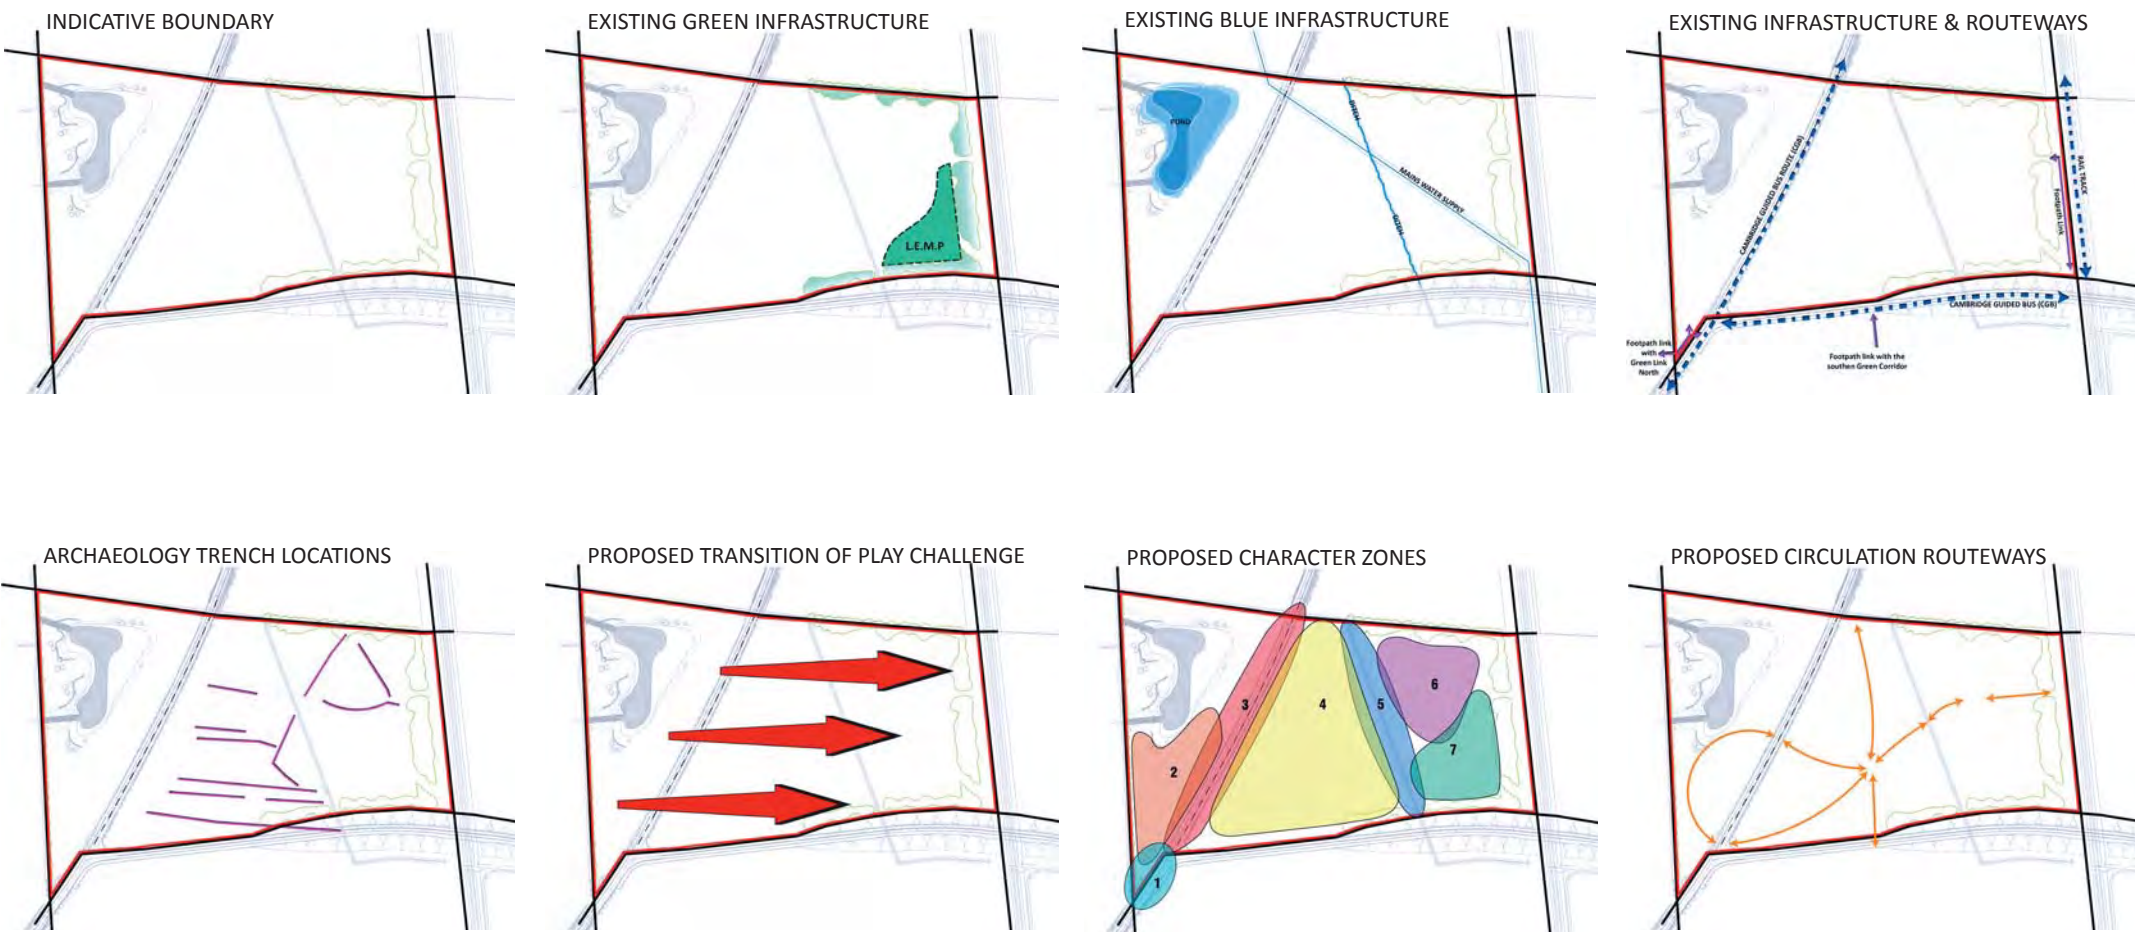 INDICATIVE BOUNDARY
EXISTING GREEN INFRASTRUCTURE
L.E.M.P
EXISTING BLUE INFRASTRUCTURE
POND
DITCH
MAINS WATER SUPPLY
DITCH
EXISTING INFRASTRUCTURE & ROUTEWAYS
CAMBRIDGE GUIDED BUS ROUTE (CGB)
RAIL TRACK
Footpath Link
CAMBRIDGE GUIDED BUS (CGB)
Footpath link
with
Green Link
North
Footpath link with the
southen Green Corridor
ARCHAEOLOGY TRENCH LOCATIONS
PROPOSED TRANSITION OF PLAY CHALLENGE
PROPOSED CHARACTER ZONES
1
2
3
4
5
6
7
PROPOSED CIRCULATION ROUTEWAYS